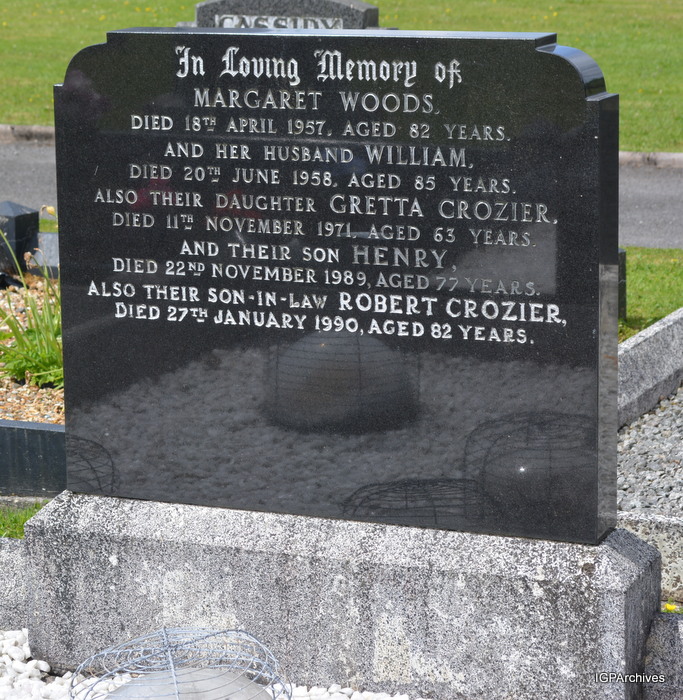 CASSIDY
In Loving Memory of
MARGARET WOODS,
DIED 18TH APRIL 1957, AGED 82 YEARS.
AND HER HUSBAND WILLIAM,
DIED 20TH JUNE 1958, AGED 85 YEARS.
ALSO THEIR DAUGHTER GRETTA CROZIER,
DIED 11TH NOVEMBER 1971, AGED 63 YEARS.
AND THEIR SON HENRY,
DIED 22ND NOVEMBER 1989, AGED 77 YEARS.
ALSO THEIR SON-IN-LAW ROBERT CROZIER,
DIED 27TH JANUARY 1990, AGED 82 YEARS.
IGPArchives